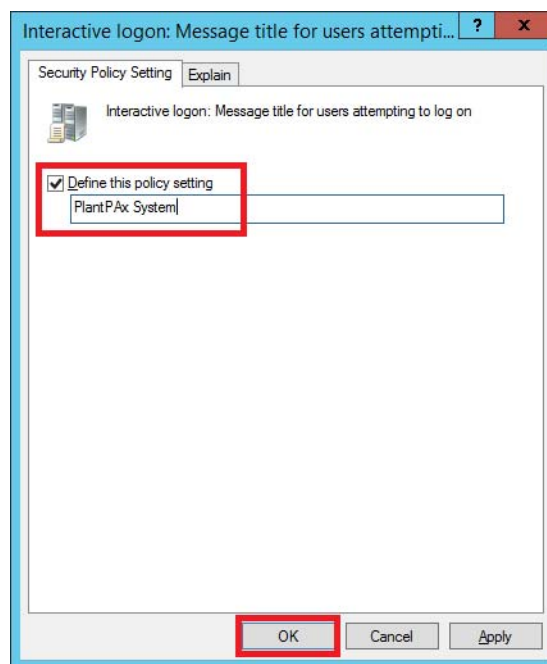 Interactive logon: Message title for users attempti...
?
x
Security Policy Setting
Explain
Interactive logon: Message title for users attempting to log on
Define this policy setting
PlantPAx System
OK
Cancel
Apply